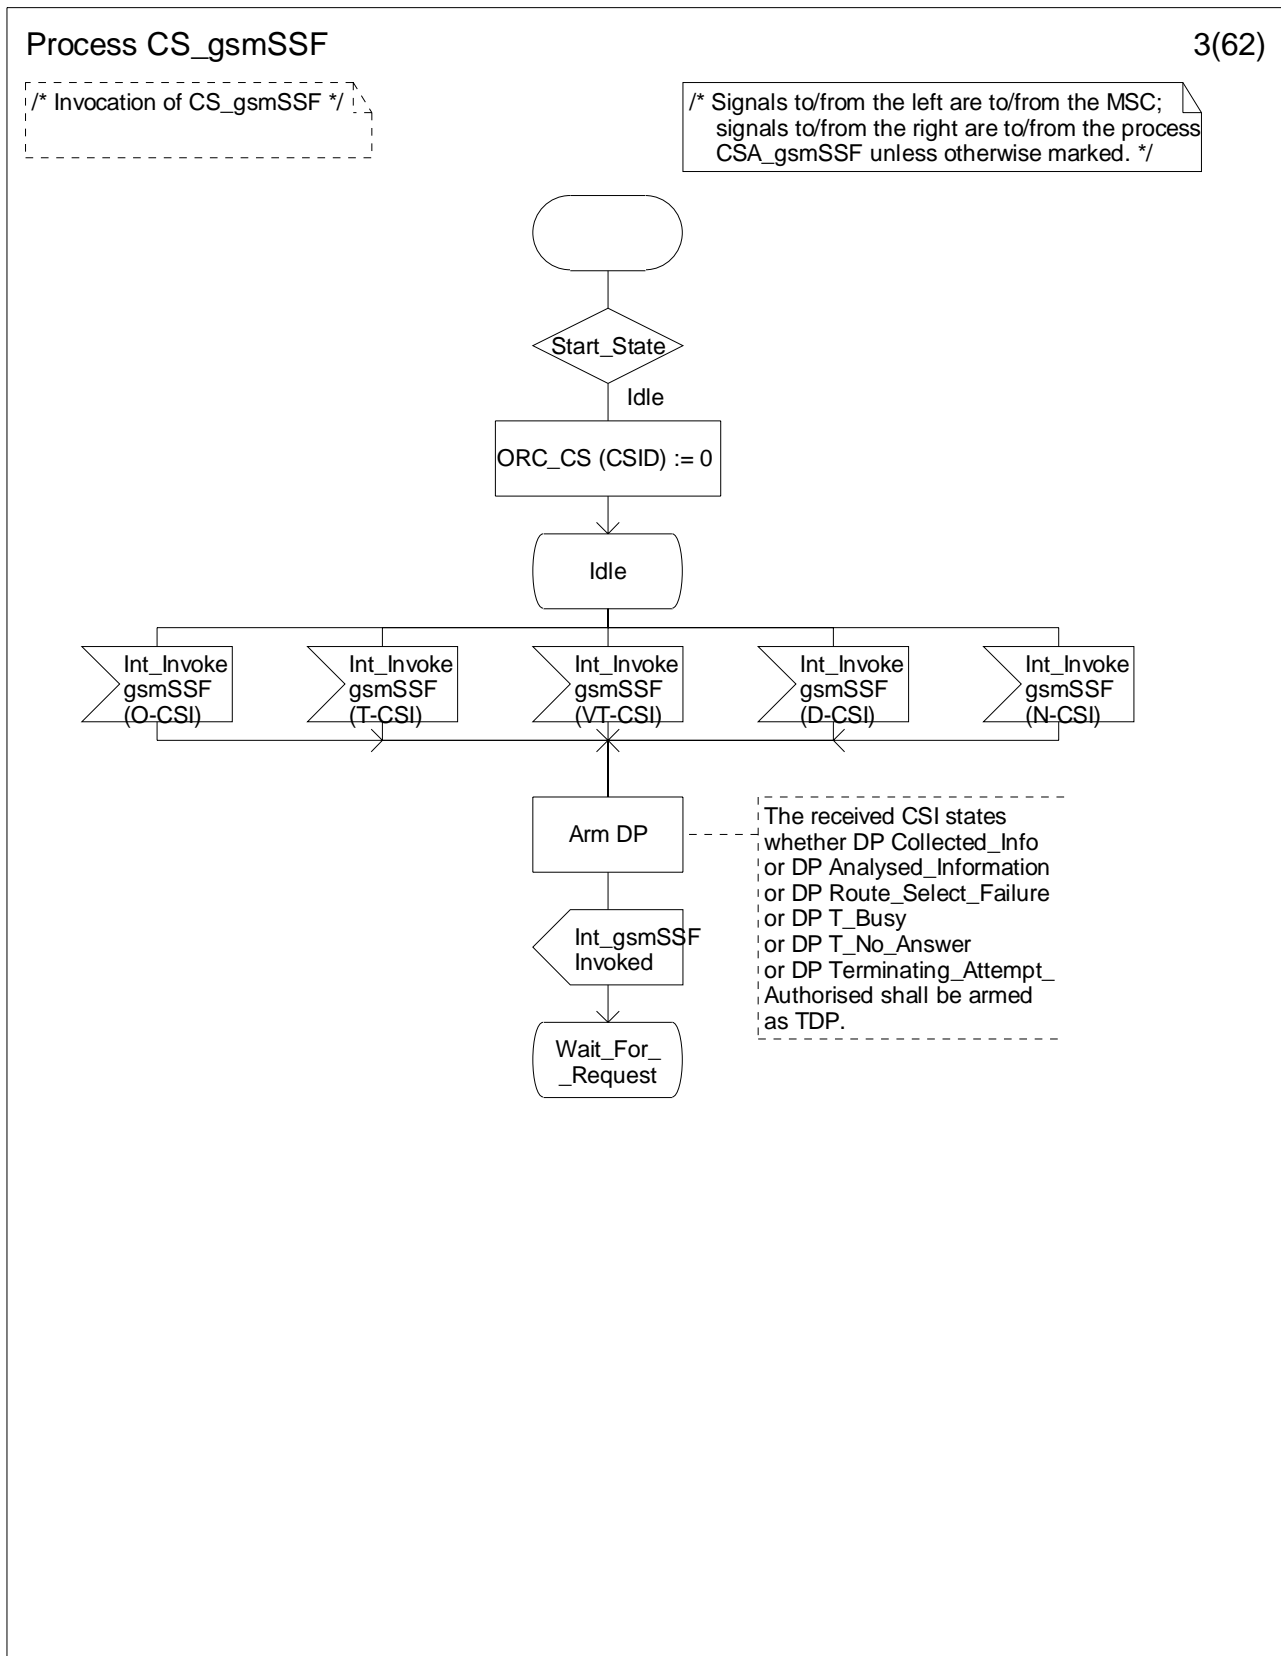 Process CS_gsmSSF
3(62)
/* Invocation of CS_gsmSSF */
/* Signals to/from the left are to/from the MSC;
signals to/from the right are to/from the process
CSA_gsmSSF unless otherwise marked. */
Start_State
Idle
ORC_CS (CSID) := 0
Idle
Int_Invoke
gsmSSF
(O-CSI)
Int_Invoke
gsmSSF
(T-CSI)
Int_Invoke
gsmSSF
(VT-CSI)
Int_Invoke
gsmSSF
(D-CSI)
Int_Invoke
gsmSSF
(N-CSI)
Arm DP
The received CSI states
whether DP Collected_Info
or DP Analysed_Information
or DP Route_Select_Failure
or DP T_Busy
or DP T_No_Answer
or DP Terminating_Attempt_
Authorised shall be armed
as TDP.
Int_gsmSSF
Invoked
Wait_For_
_Request